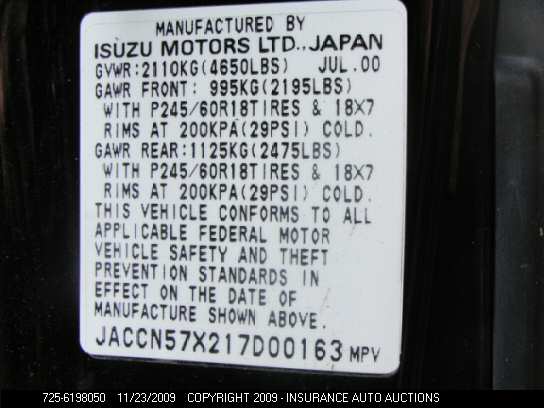 MANUFACTURED BY
ISUZU MOTORS LTD., JAPAN
GVWR:2110KG(4650LBS) JUL.00
GAWR FRONT: 995KG(2195LBS)
WITH P245/60R18TIRES & 18X7
RIMS AT 200KPA(29PSI) COLD.
GAWR REAR:1125KG(2475LBS)
WITH P245/60R18TIRES & 18X7
RIMS AT 200KPA(29PSI) COLD.
THIS VEHICLE CONFORMS TO ALL
APPLICABLE FEDERAL MOTOR
VEHICLE SAFETY AND THEFT
PREVENTION STANDARDS IN
EFFECT ON THE DATE OF
MANUFACTURE SHOWN ABOVE.
JACCN57X217D00163 MPV
725-6198050 11/23/2009 COPYRIGHT 2009 - INSURANCE AUTO AUCTIONS